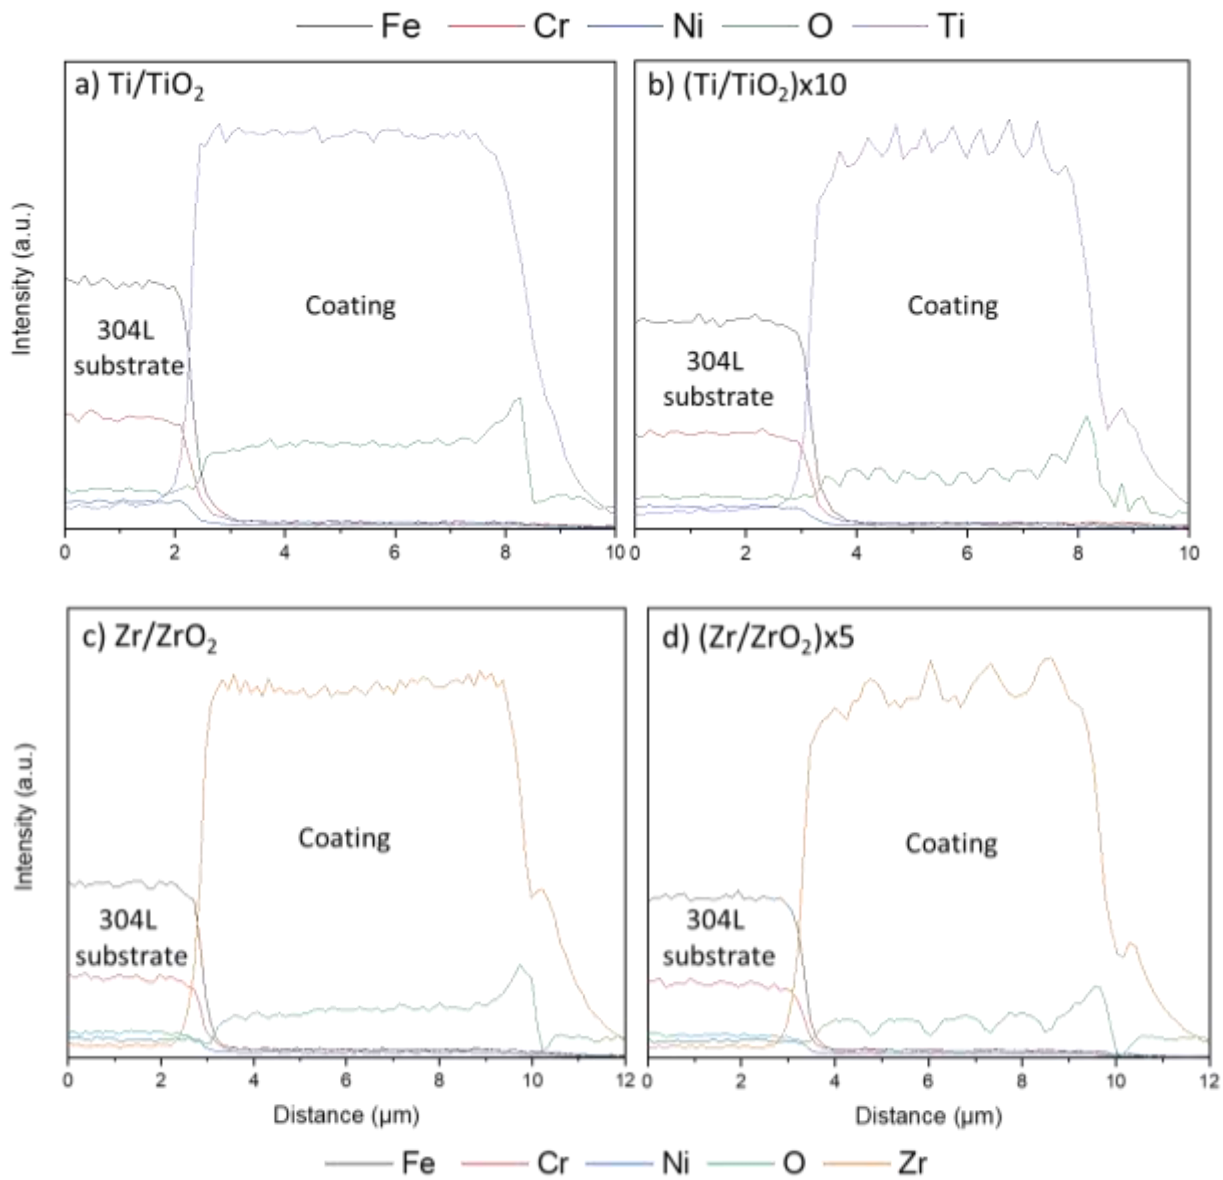 Fe Cr Ni O Ti
a) Ti/TiO₂
b) (Ti/TiO₂)x10
Intensity (a.u.)
304L
substrate
Coating
304L
substrate
Coating
0 2 4 6 8 10
0 2 4 6 8 10
c) Zr/ZrO₂
d) (Zr/ZrO₂)x5
Intensity (a.u.)
304L
substrate
Coating
304L
substrate
Coating
0 2 4 6 8 10 12
0 2 4 6 8 10 12
Distance (µm)
Distance (µm)
Fe Cr Ni O Zr